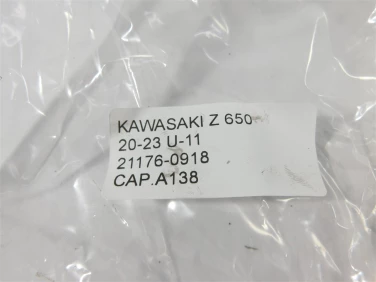 KAWASAKI Z 650
20-23 U-11
21176-0918
CAP.A138